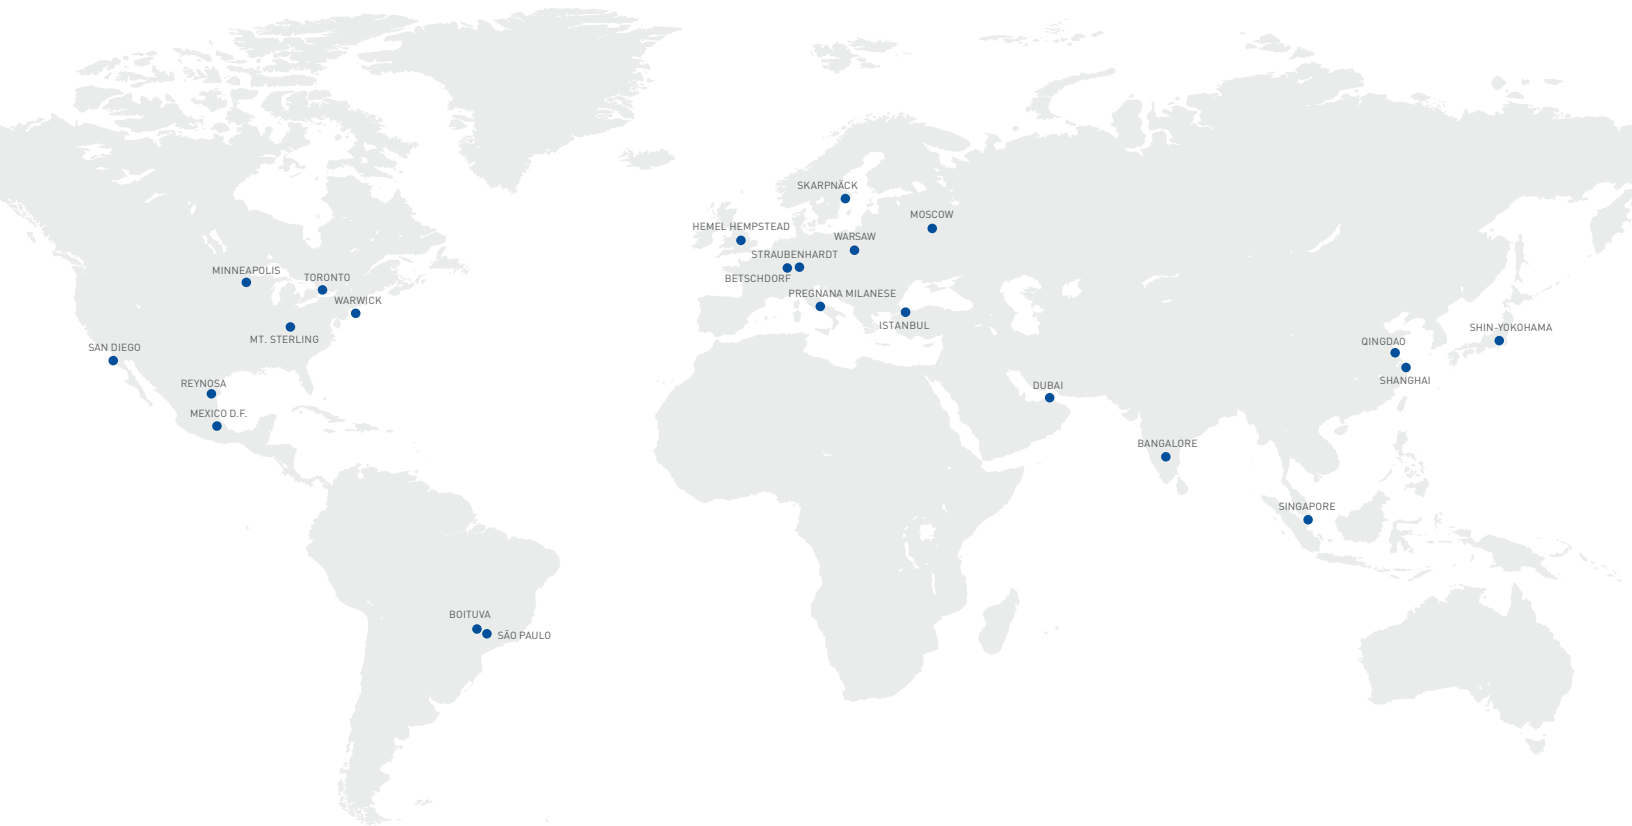 SKARPNÄCK
MOSCOW
HEMEL HEMPSTEAD
WARSAW
STRAUBENHARDT
MINNEAPOLIS
TORONTO
BETSCHDORF
PREGNANA MILANESE
WARWICK
ISTANBUL
SHIN-YOKOHAMA
MT. STERLING
QINGDAO
SAN DIEGO
SHANGHAI
REYNOSA
DUBAI
MEXICO D.F.
BANGALORE
SINGAPORE
BOITUVA
SÃO PAULO